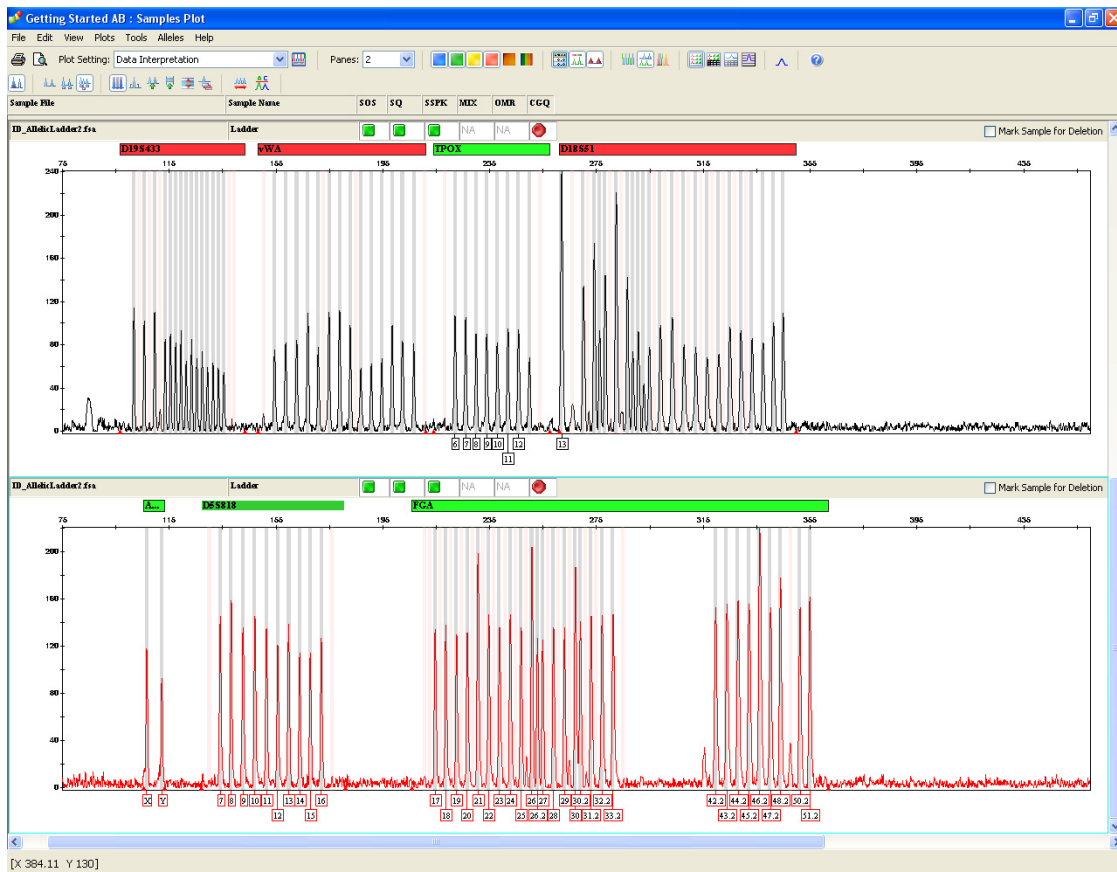 Getting Started AB : Samples Plot
File Edit View Plots Tools Alleles Help
Plot Setting: Data Interpretation Panes: 2
Sample File Sample Name SOS SQ SSPK MIX OMR CGQ
ID_AllelicLadder2.fsa Ladder NA NA Mark Sample for Deletion
D19S433 vWA TPOX D18S51
75 115 155 195 235 275 315 355 395 435
240
200
160
120
80
40
0
6 7 8 9 10 12 13
11
ID_AllelicLadder2.fsa Ladder NA NA Mark Sample for Deletion
A... D5S818 FGA
75 115 155 195 235 275 315 355 395 435
200
160
120
80
40
0
X Y 7 8 9 10 11 13 14 16 17 19 21 23 24 26 27 29 30.2 32.2 42.2 44.2 46.2 48.2 50.2
12 15 18 20 22 25 26.2 28 30 31.2 33.2 43.2 45.2 47.2 51.2
[X 384.11 Y 130]